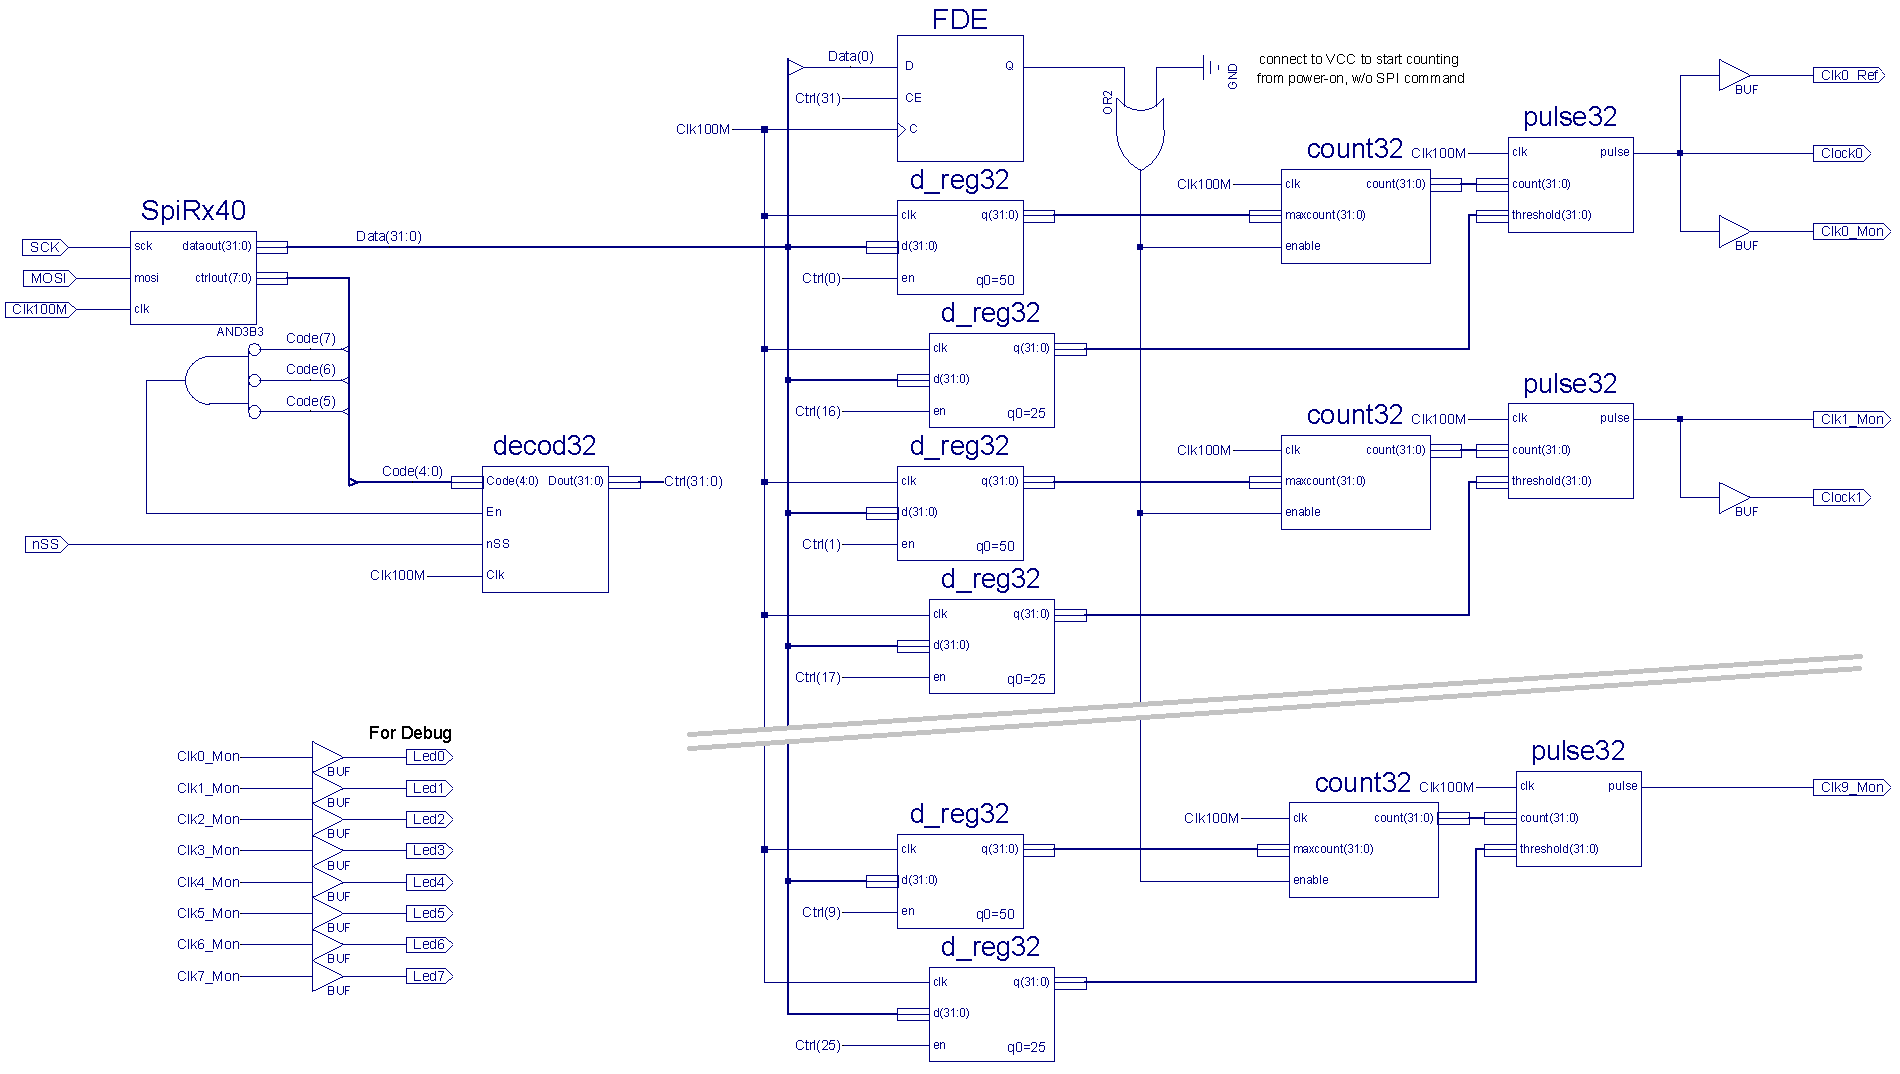 FDE
Data(0)
D
Q
Ctrl(31)
CE
Clk100M
C
OR2
GND
connect to VCC to start counting
from power-on, w/o SPI command
BUF
Clk0_Ref
Clock0
BUF
Clk0_Mon
SpiRx40
SCK
sck
dataout(31:0)
Data(31:0)
MOSI
mosi
ctrlout(7:0)
Clk100M
clk
AND3B3
Code(7)
Code(6)
Code(5)
decod32
Code(4:0)
Code(4:0)
Dout(31:0)
Ctrl(31:0)
En
nSS
nSS
Clk100M
Clk
d_reg32
clk
q(31:0)
d(31:0)
Ctrl(0)
en
q0=50
d_reg32
clk
q(31:0)
d(31:0)
Ctrl(16)
en
q0=25
count32
Clk100M
clk
count(31:0)
maxcount(31:0)
enable
pulse32
Clk100M
clk
pulse
count(31:0)
threshold(31:0)
d_reg32
clk
q(31:0)
d(31:0)
Ctrl(1)
en
q0=50
d_reg32
clk
q(31:0)
d(31:0)
Ctrl(17)
en
q0=25
count32
Clk100M
clk
count(31:0)
maxcount(31:0)
enable
pulse32
Clk100M
clk
pulse
count(31:0)
threshold(31:0)
Clk1_Mon
BUF
Clock1
For Debug
Clk0_Mon
BUF
Led0
Clk1_Mon
BUF
Led1
Clk2_Mon
BUF
Led2
Clk3_Mon
BUF
Led3
Clk4_Mon
BUF
Led4
Clk5_Mon
BUF
Led5
Clk6_Mon
BUF
Led6
Clk7_Mon
BUF
Led7
d_reg32
clk
q(31:0)
d(31:0)
Ctrl(9)
en
q0=50
d_reg32
clk
q(31:0)
d(31:0)
Ctrl(25)
en
q0=25
count32
Clk100M
clk
count(31:0)
maxcount(31:0)
enable
pulse32
Clk100M
clk
pulse
count(31:0)
threshold(31:0)
Clk9_Mon